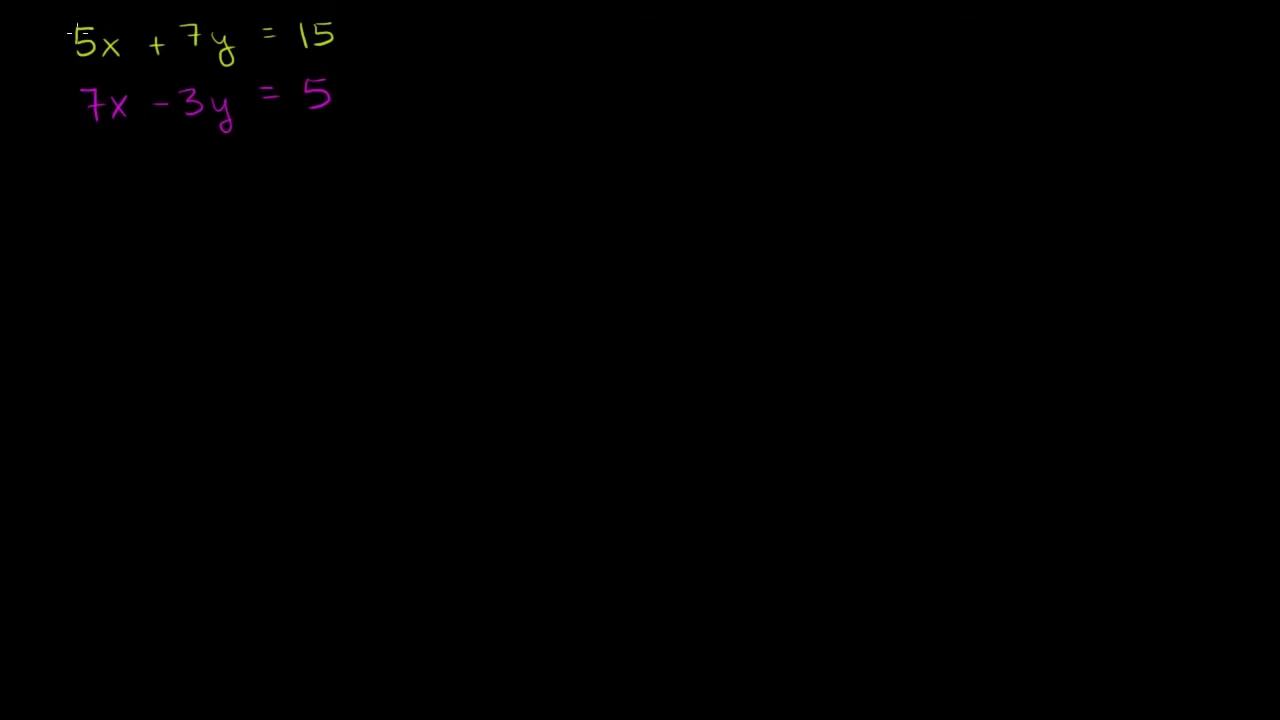 5x + 7y = 15
7x - 3y = 5